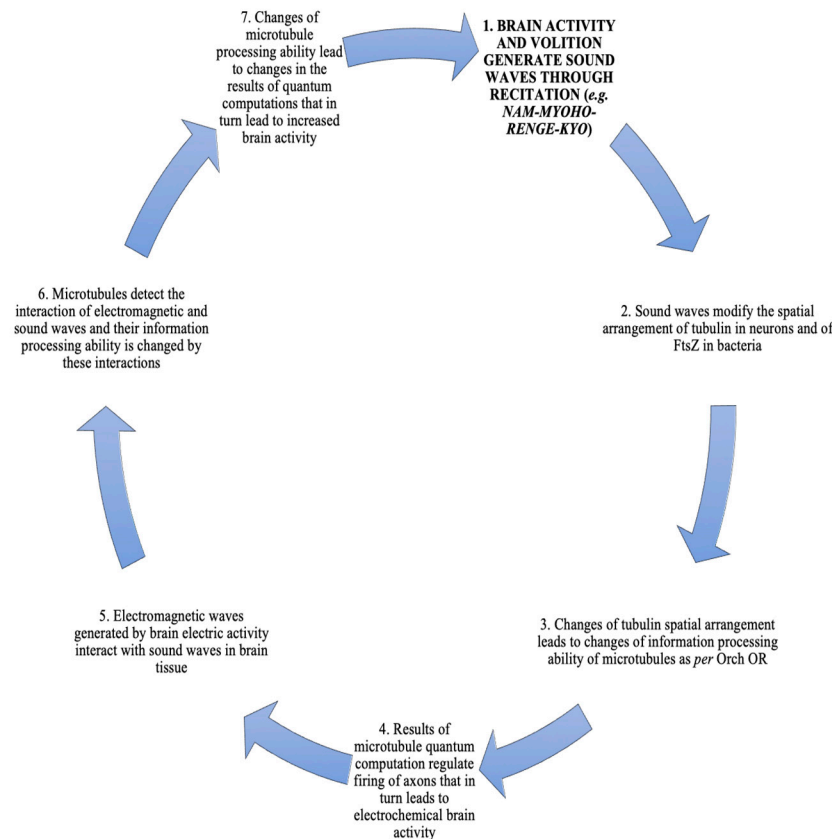 1. BRAIN ACTIVITY
AND VOLITION
GENERATE SOUND
WAVES THROUGH
RECITATION (e.g.
NAM-MYOHO-
RENGE-KYO)
2. Sound waves modify the spatial
arrangement of tubulin in neurons and of
FtsZ in bacteria
3. Changes of tubulin spatial arrangement
leads to changes of information processing
ability of microtubules as per Orch OR
4. Results of
microtubule quantum
computation regulate
firing of axons that in
turn leads to
electrochemical brain
activity
5. Electromagnetic waves
generated by brain electric activity
interact with sound waves in brain
tissue
6. Microtubules detect the
interaction of electromagnetic and
sound waves and their information
processing ability is changed by
these interactions
7. Changes of
microtubule
processing ability lead
to changes in the
results of quantum
computations that in
turn lead to increased
brain activity